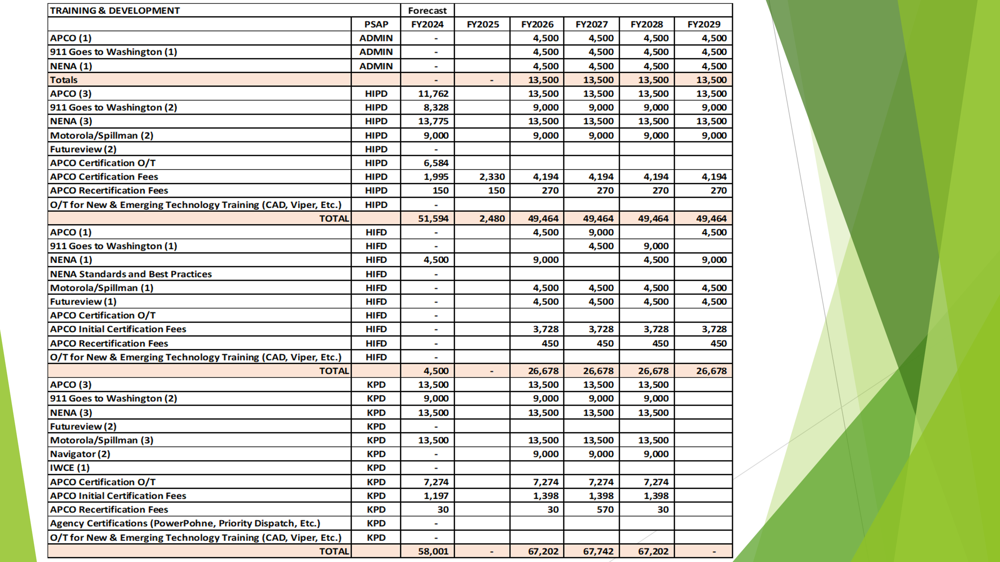 TRAINING & DEVELOPMENT Forecast
PSAP FY2024 FY2025 FY2026 FY2027 FY2028 FY2029
APCO (1) ADMIN - 4,500 4,500 4,500 4,500
911 Goes to Washington (1) ADMIN - 4,500 4,500 4,500 4,500
NENA (1) ADMIN - 4,500 4,500 4,500 4,500
Totals - - 13,500 13,500 13,500 13,500
APCO (3) HIPD 11,762 13,500 13,500 13,500 13,500
911 Goes to Washington (2) HIPD 8,328 9,000 9,000 9,000 9,000
NENA (3) HIPD 13,775 13,500 13,500 13,500 13,500
Motorola/Spillman (2) HIPD 9,000 9,000 9,000 9,000 9,000
Futureview (2) HIPD -
APCO Certification O/T HIPD 6,584
APCO Certification Fees HIPD 1,995 2,330 4,194 4,194 4,194 4,194
APCO Recertification Fees HIPD 150 150 270 270 270 270
O/T for New & Emerging Technology Training (CAD, Viper, Etc.) HIPD -
TOTAL 51,594 2,480 49,464 49,464 49,464 49,464
APCO (1) HIFD - 4,500 9,000 4,500
911 Goes to Washington (1) HIFD - 4,500 9,000
NENA (1) HIFD 4,500 9,000 4,500 9,000
NENA Standards and Best Practices HIFD -
Motorola/Spillman (1) HIFD - 4,500 4,500 4,500 4,500
Futureview (1) HIFD - 4,500 4,500 4,500 4,500
APCO Certification O/T HIFD -
APCO Initial Certification Fees HIFD - 3,728 3,728 3,728 3,728
APCO Recertification Fees HIFD - 450 450 450 450
O/T for New & Emerging Technology Training (CAD, Viper, Etc.) HIFD -
TOTAL 4,500 - 26,678 26,678 26,678 26,678
APCO (3) KPD 13,500 13,500 13,500 13,500
911 Goes to Washington (2) KPD 9,000 9,000 9,000 9,000
NENA (3) KPD 13,500 13,500 13,500 13,500
Futureview (2) KPD -
Motorola/Spillman (3) KPD 13,500 13,500 13,500 13,500
Navigator (2) KPD - 9,000 9,000 9,000
IWCE (1) KPD -
APCO Certification O/T KPD 7,274 7,274 7,274 7,274
APCO Initial Certification Fees KPD 1,197 1,398 1,398 1,398
APCO Recertification Fees KPD 30 30 570 30
Agency Certifications (PowerPohne, Priority Dispatch, Etc.) KPD -
O/T for New & Emerging Technology Training (CAD, Viper, Etc.) KPD -
TOTAL 58,001 - 67,202 67,742 67,202 -